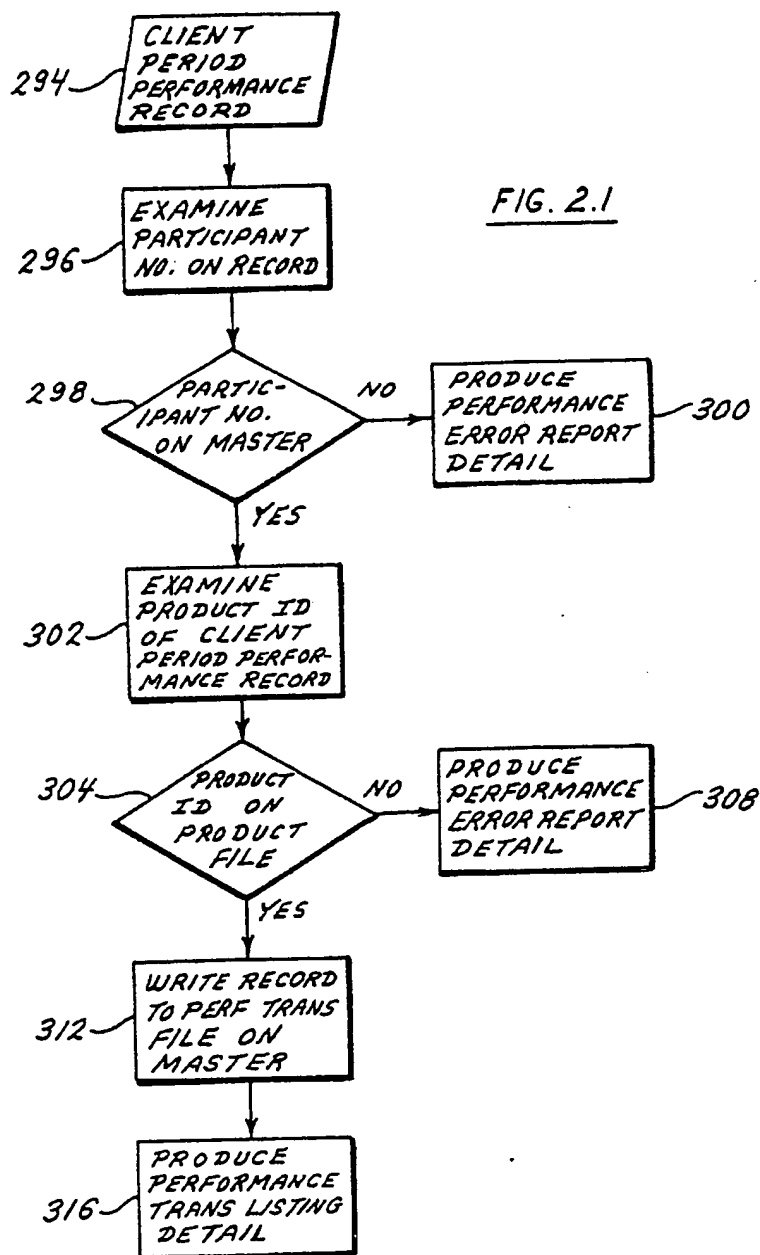 CLIENT
PERIOD
PERFORMANCE
RECORD
294
EXAMINE
PARTICIPANT
NO. ON RECORD
296
FIG. 2.1
PARTIC-
IPANT NO.
ON MASTER
298
NO
PRODUCE
PERFORMANCE
ERROR REPORT
DETAIL
300
YES
EXAMINE
PRODUCT ID
OF CLIENT
PERIOD PERFOR-
MANCE RECORD
302
PRODUCT
ID ON
PRODUCT
FILE
304
NO
PRODUCE
PERFORMANCE
ERROR REPORT
DETAIL
308
YES
WRITE RECORD
TO PERF TRANS
FILE ON
MASTER
312
PRODUCE
PERFORMANCE
TRANS LISTING
DETAIL
316